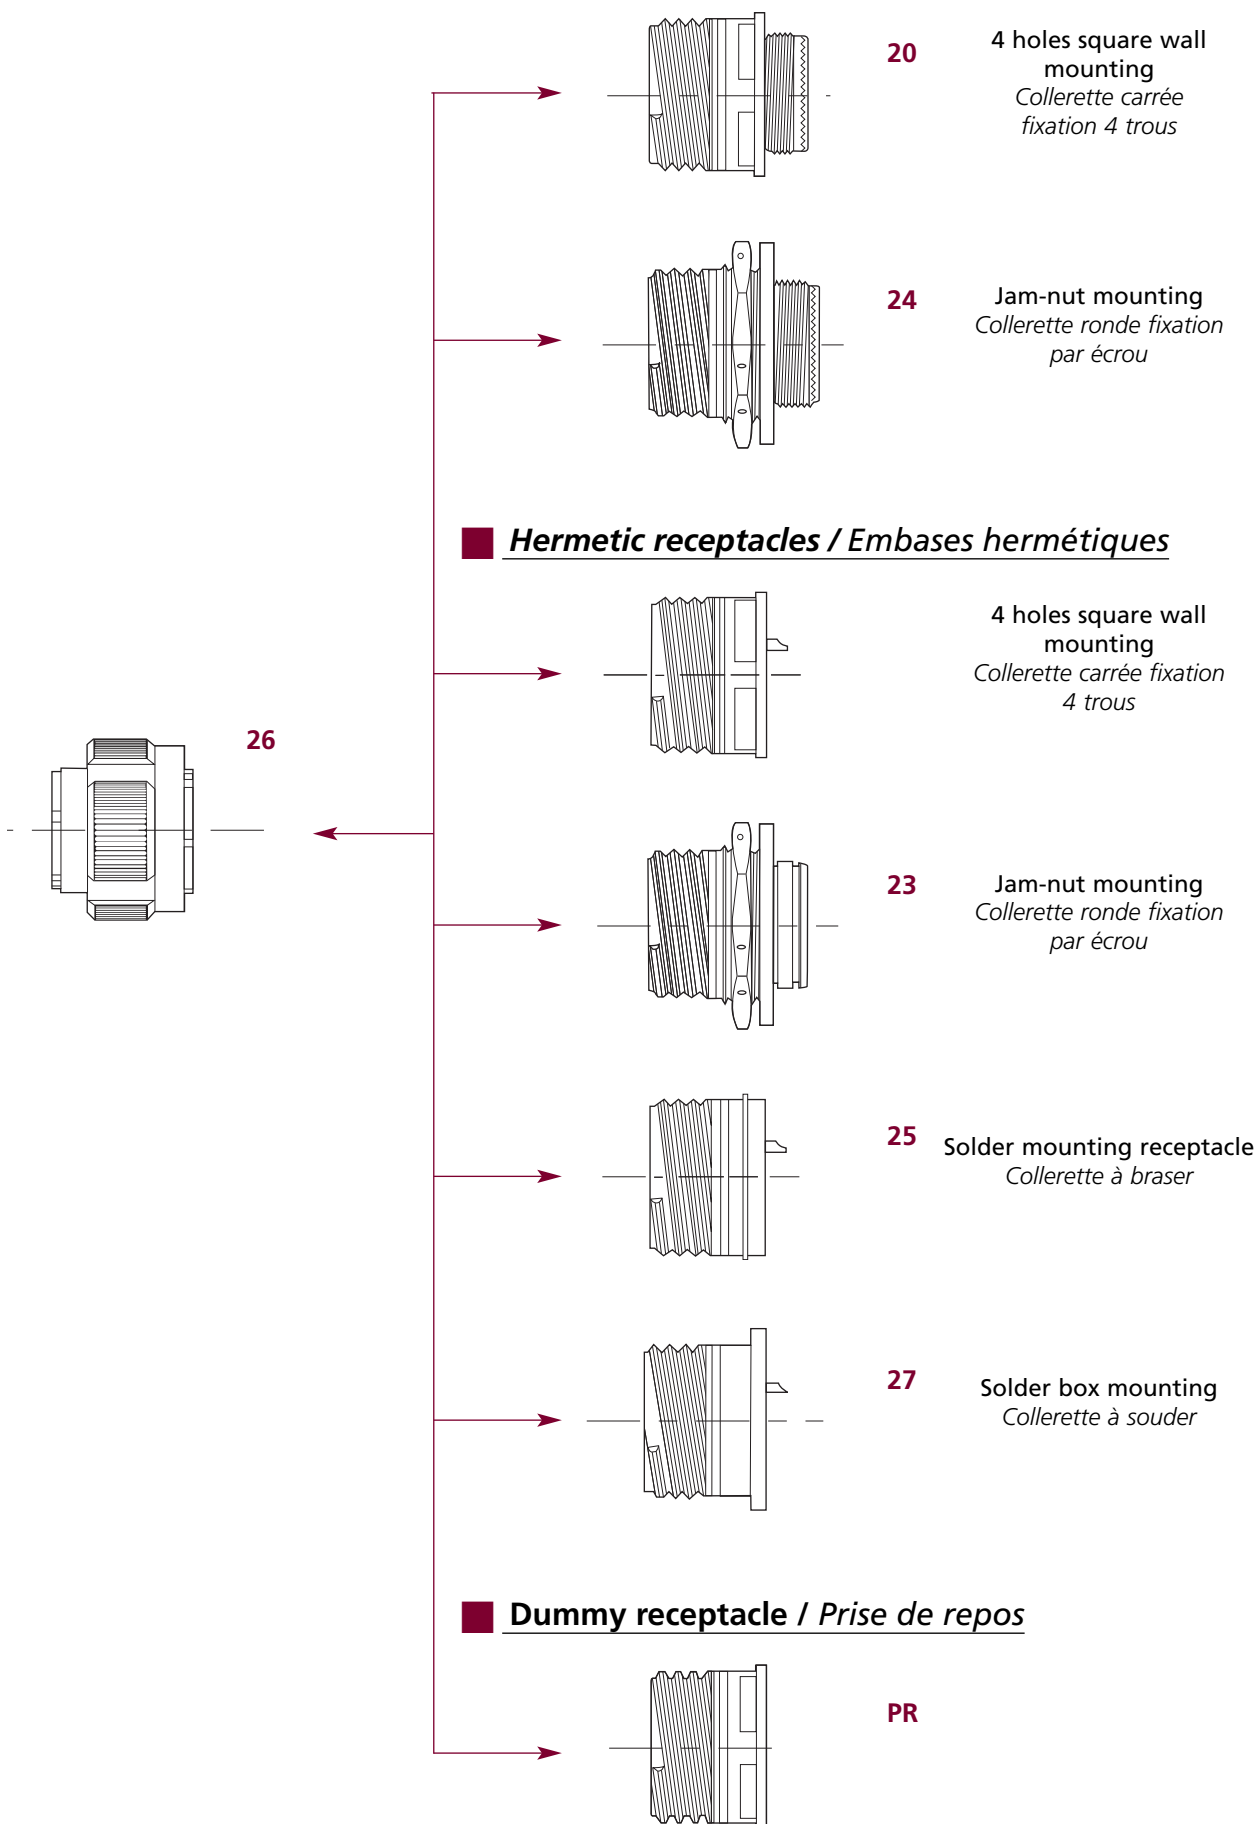 20
4 holes square wall
mounting
Collerette carrée
fixation 4 trous
24
Jam-nut mounting
Collerette ronde fixation
par écrou
Hermetic receptacles / Embases hermétiques
4 holes square wall
mounting
Collerette carrée fixation
4 trous
26
23
Jam-nut mounting
Collerette ronde fixation
par écrou
25
Solder mounting receptacle
Collerette à braser
27
Solder box mounting
Collerette à souder
Dummy receptacle / Prise de repos
PR